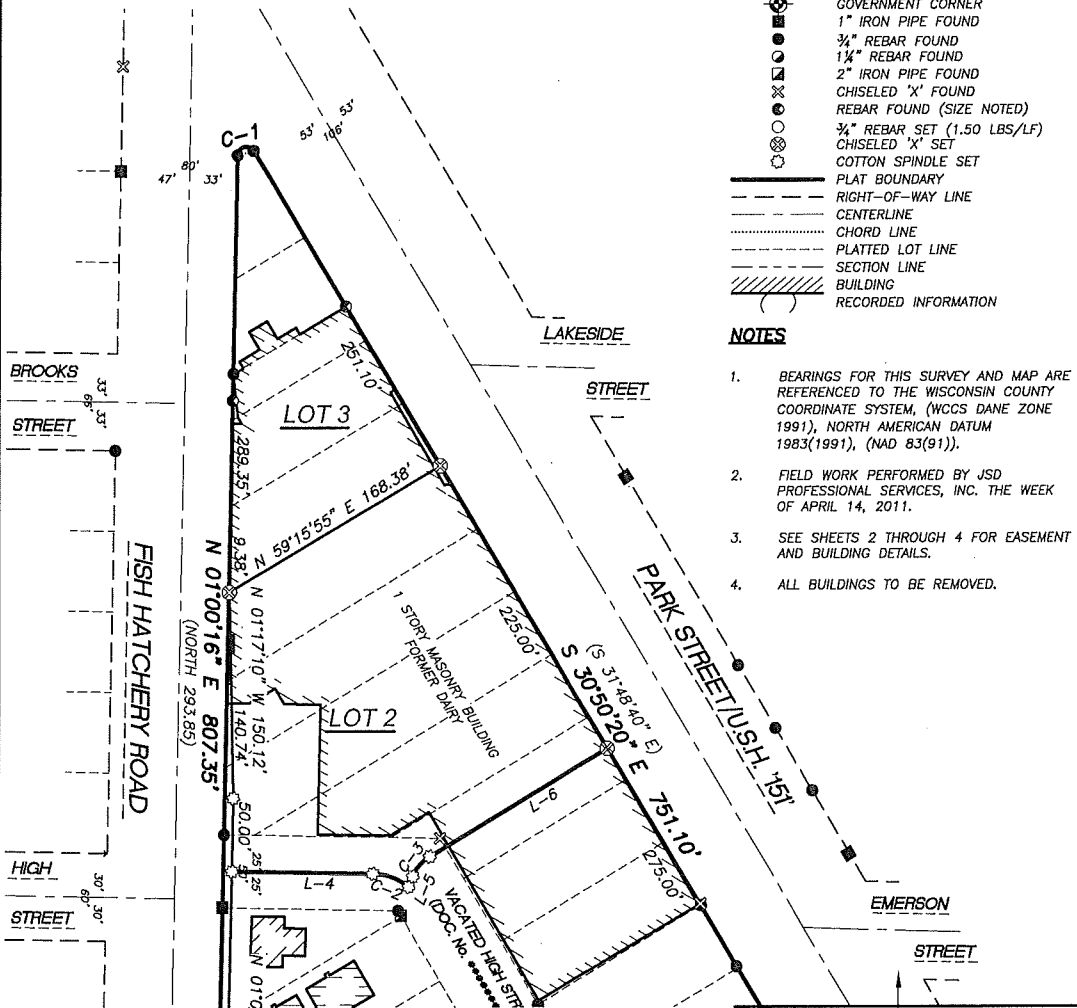 GOVERNMENT CORNER
1" IRON PIPE FOUND
¾" REBAR FOUND
1¼" REBAR FOUND
2" IRON PIPE FOUND
CHISELED 'X' FOUND
REBAR FOUND (SIZE NOTED)
¾" REBAR SET (1.50 LBS/LF)
CHISELED 'X' SET
COTTON SPINDLE SET
PLAT BOUNDARY
RIGHT-OF-WAY LINE
CENTERLINE
CHORD LINE
PLATTED LOT LINE
SECTION LINE
BUILDING
( ) RECORDED INFORMATION
NOTES
1. BEARINGS FOR THIS SURVEY AND MAP ARE
REFERENCED TO THE WISCONSIN COUNTY
COORDINATE SYSTEM, (WCCS DANE ZONE
1991), NORTH AMERICAN DATUM
1983(1991), (NAD 83(91)).
2. FIELD WORK PERFORMED BY JSD
PROFESSIONAL SERVICES, INC. THE WEEK
OF APRIL 14, 2011.
3. SEE SHEETS 2 THROUGH 4 FOR EASEMENT
AND BUILDING DETAILS.
4. ALL BUILDINGS TO BE REMOVED.
C-1
53'
53'
106'
80'
47' 33'
LAKESIDE
STREET
BROOKS
STREET
33'
33'
66'
251.10'
LOT 3
289.35'
9.38'
N 59°15'55" E 168.38'
FISH HATCHERY ROAD
N 01°00'16" E 807.35'
(NORTH 293.85)
N 01°17'10" W 150.12'
140.74'
1 STORY MASONRY BUILDING
FORMER DAIRY
LOT 2
225.00'
(S 31°48'40" E)
S 30°50'20" E 751.10'
PARK STREET/U.S.H. '151'
L-6
275.00'
50.00'
25'
25'
50'
HIGH
STREET
30'
30'
60'
L-4
C-2
C-3
L-5
VACATED HIGH STR
(DOC. No. ********
EMERSON
STREET
N 01°0